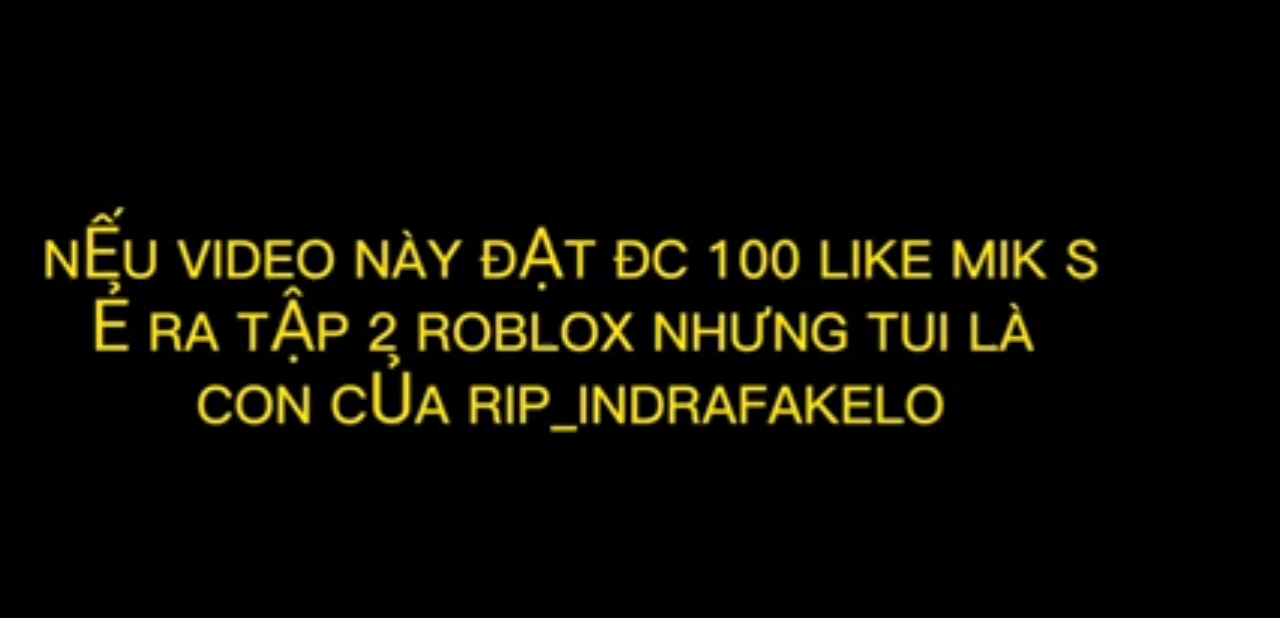 NẾU VIDEO NÀY ĐẠT ĐC 100 LIKE MIK S
Ẻ RA TẬP 2 ROBLOX NHƯNG TUI LÀ
CON CỦA RIP_INDRAFAKELO